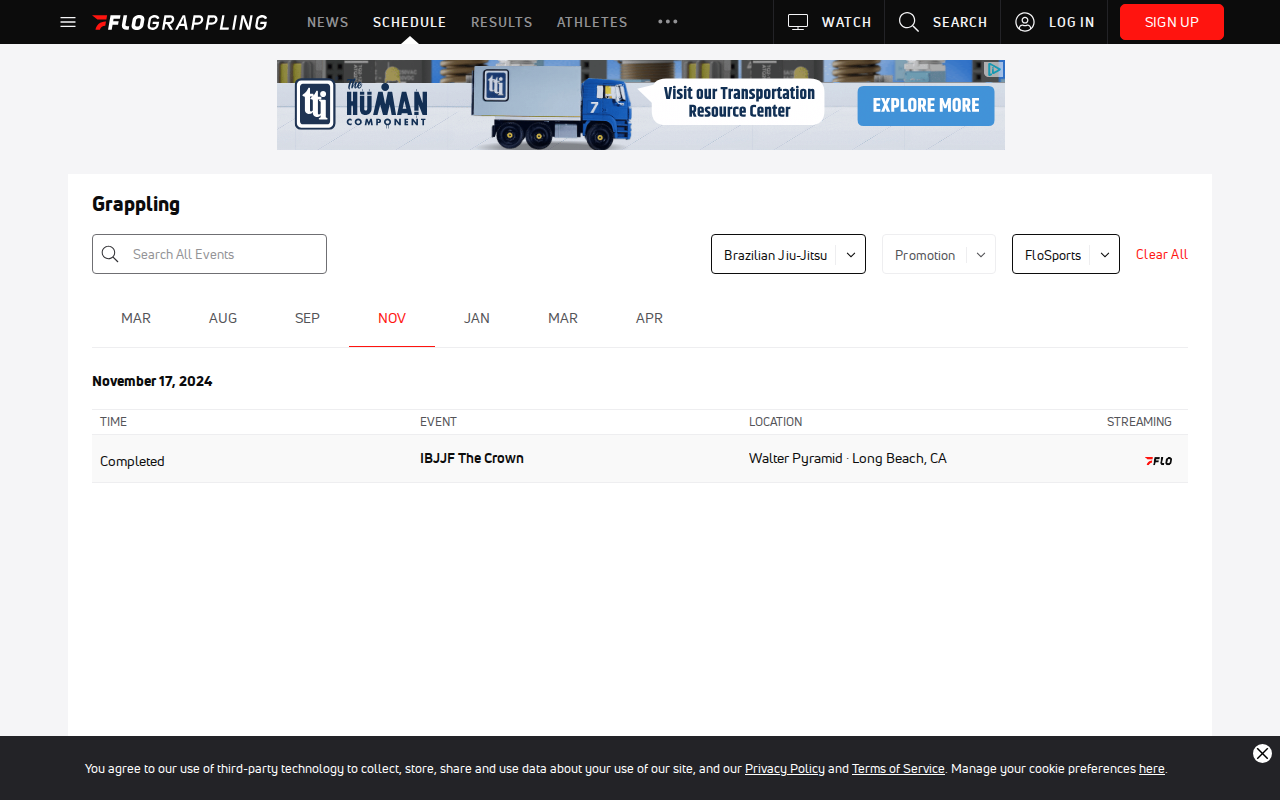 FLOGRAPPLING NEWS SCHEDULE RESULTS ATHLETES WATCH SEARCH LOG IN SIGN UP
tti the HUMAN COMPONENT tti 7 Visit our Transportation Resource Center EXPLORE MORE
Grappling
Search All Events Brazilian Jiu-Jitsu Promotion FloSports Clear All
MAR AUG SEP NOV JAN MAR APR
November 17, 2024
TIME EVENT LOCATION STREAMING
Completed IBJJF The Crown Walter Pyramid · Long Beach, CA FLO
You agree to our use of third-party technology to collect, store, share and use data about your use of our site, and our Privacy Policy and Terms of Service. Manage your cookie preferences here.